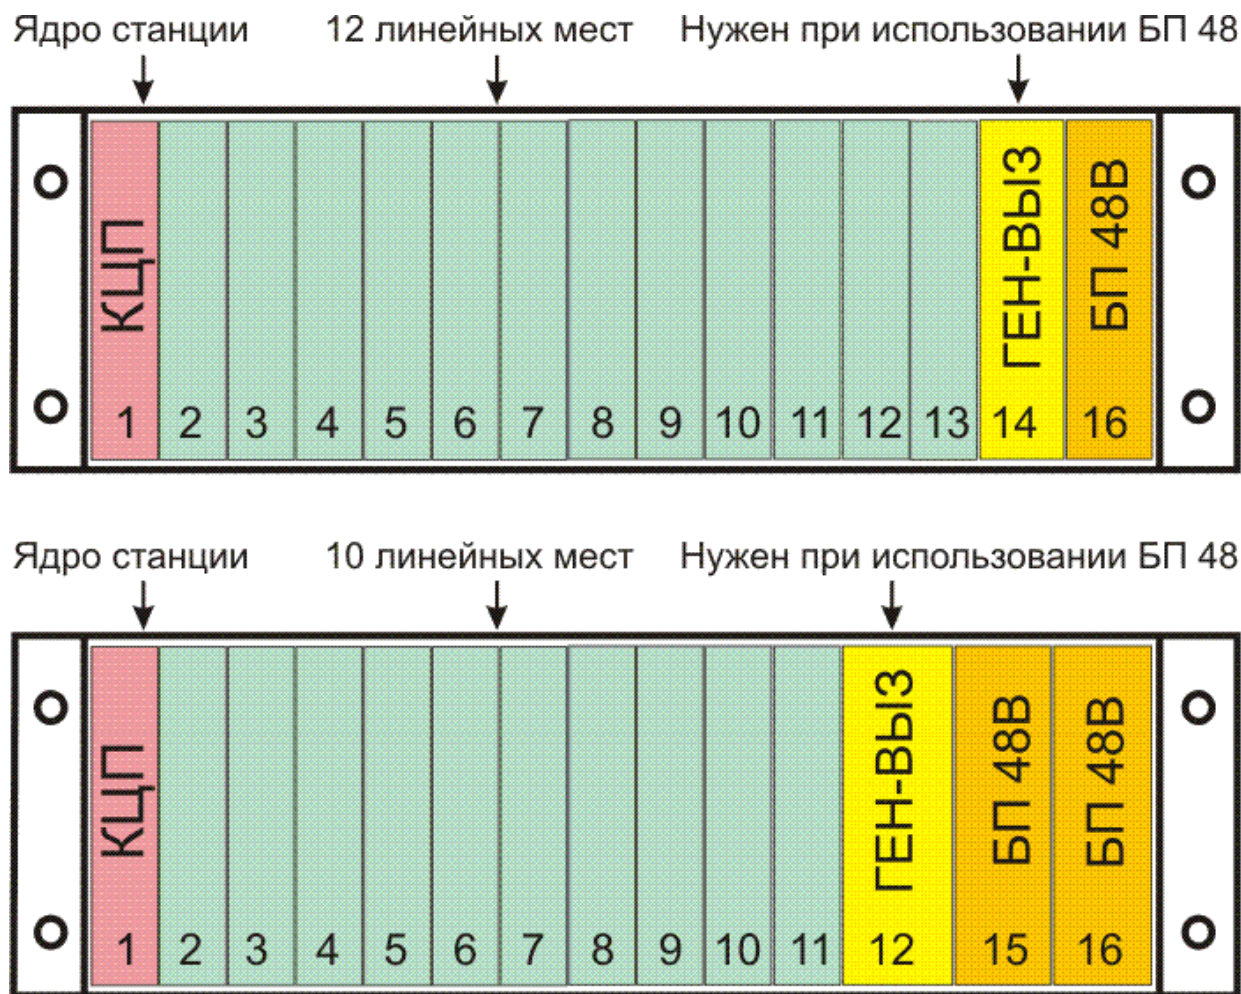 Ядро станции 12 линейных мест Нужен при использовании БП 48
КЦП ГЕН-ВЫЗ БП 48В
1 2 3 4 5 6 7 8 9 10 11 12 13 14 16
Ядро станции 10 линейных мест Нужен при использовании БП 48
КЦП ГЕН-ВЫЗ БП 48В БП 48В
1 2 3 4 5 6 7 8 9 10 11 12 15 16